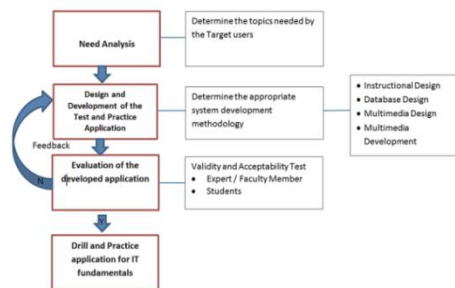 Need Analysis
Determine the topics needed by
the Target users
Design and
Development of the
Test and Practice
Application
Determine the appropriate
system development
methodology
• Instructional Design
• Database Design
• Multimedia Design
• Multimedia
Development
Feedback
N
Evaluation of the
developed application
Validity and Acceptability Test
• Expert / Faculty Member
• Students
Y
Drill and Practice
application for IT
fundamentals